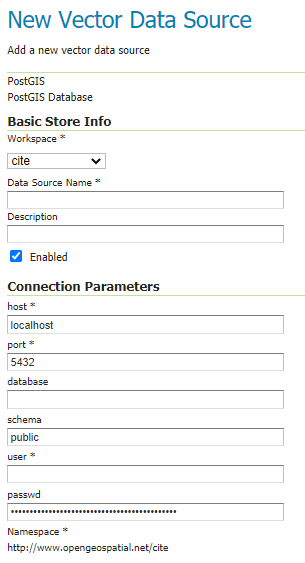 New Vector Data Source
Add a new vector data source
PostGIS
PostGIS Database
Basic Store Info
Workspace *
cite
Data Source Name *
Description
Enabled
Connection Parameters
host *
localhost
port *
5432
database
schema
public
user *
passwd
••••••••••••••••••••••••••••••••••••••••••••
Namespace *
http://www.opengeospatial.net/cite